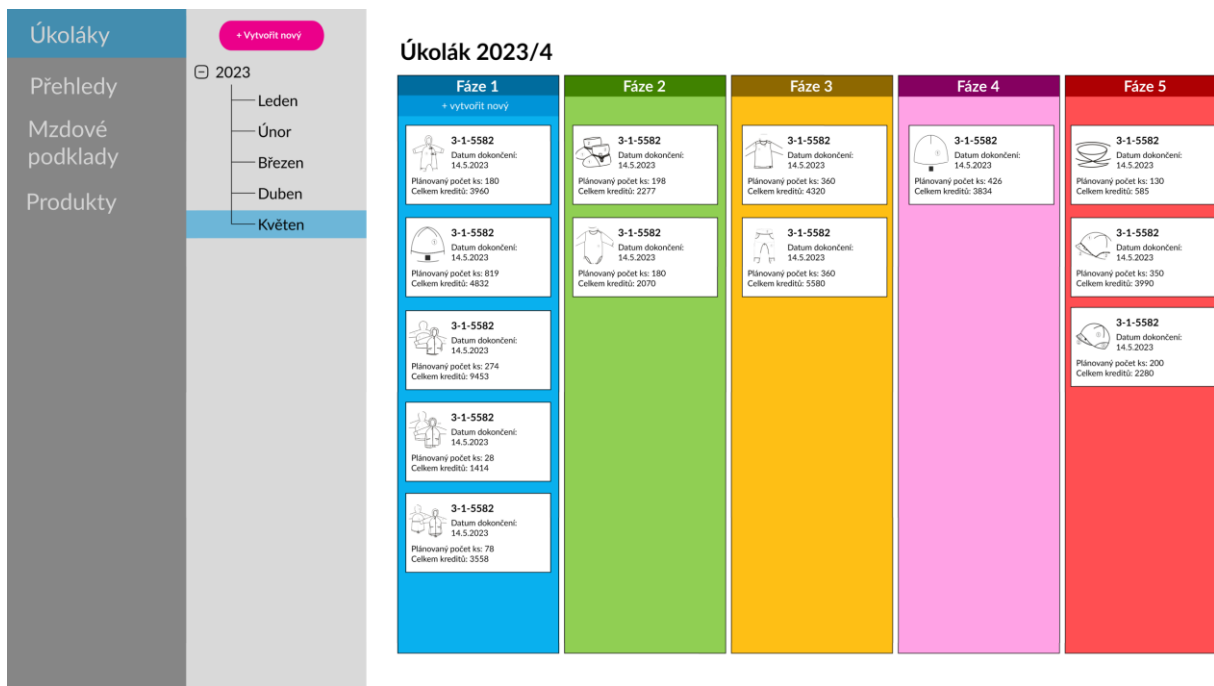 Úkoláky
Přehledy
Mzdové
podklady
Produkty
+ Vytvořit nový
2023
Leden
Únor
Březen
Duben
Květen
Úkolák 2023/4
Fáze 1
+ vytvořit nový
3-1-5582
Datum dokončení:
14.5.2023
Plánovaný počet ks: 180
Celkem kreditů: 3960
3-1-5582
Datum dokončení:
14.5.2023
Plánovaný počet ks: 819
Celkem kreditů: 4832
3-1-5582
Datum dokončení:
14.5.2023
Plánovaný počet ks: 274
Celkem kreditů: 9453
3-1-5582
Datum dokončení:
14.5.2023
Plánovaný počet ks: 28
Celkem kreditů: 1414
3-1-5582
Datum dokončení:
14.5.2023
Plánovaný počet ks: 78
Celkem kreditů: 3558
Fáze 2
3-1-5582
Datum dokončení:
14.5.2023
Plánovaný počet ks: 198
Celkem kreditů: 2277
3-1-5582
Datum dokončení:
14.5.2023
Plánovaný počet ks: 180
Celkem kreditů: 2070
Fáze 3
3-1-5582
Datum dokončení:
14.5.2023
Plánovaný počet ks: 360
Celkem kreditů: 4320
3-1-5582
Datum dokončení:
14.5.2023
Plánovaný počet ks: 360
Celkem kreditů: 5580
Fáze 4
3-1-5582
Datum dokončení:
14.5.2023
Plánovaný počet ks: 426
Celkem kreditů: 3834
Fáze 5
3-1-5582
Datum dokončení:
14.5.2023
Plánovaný počet ks: 130
Celkem kreditů: 585
3-1-5582
Datum dokončení:
14.5.2023
Plánovaný počet ks: 350
Celkem kreditů: 3990
3-1-5582
Datum dokončení:
14.5.2023
Plánovaný počet ks: 200
Celkem kreditů: 2280